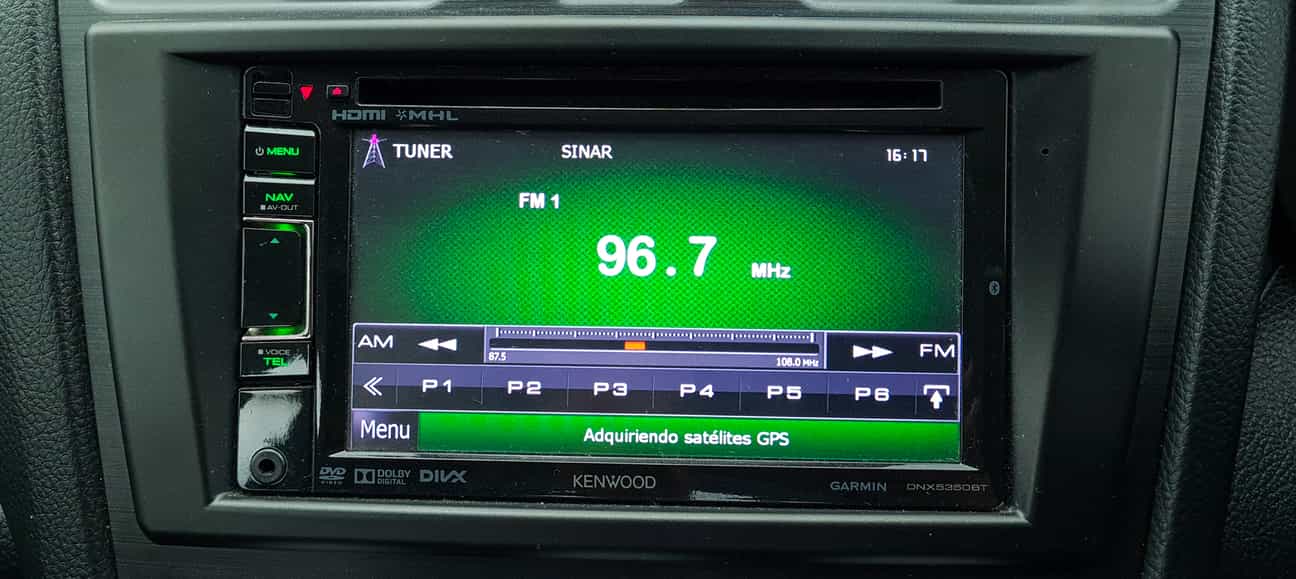 HDMI MHL
MENU
TUNER SINAR 16:17
NAV
AV-OUT
FM 1
96.7 MHz
VOICE
TEL
AM FM
87.5 108.0 MHz
P1 P2 P3 P4 P5 P6
Menu Adquiriendo satélites GPS
DVD VIDEO DOLBY DIGITAL DIVX KENWOOD GARMIN DNX5350BT